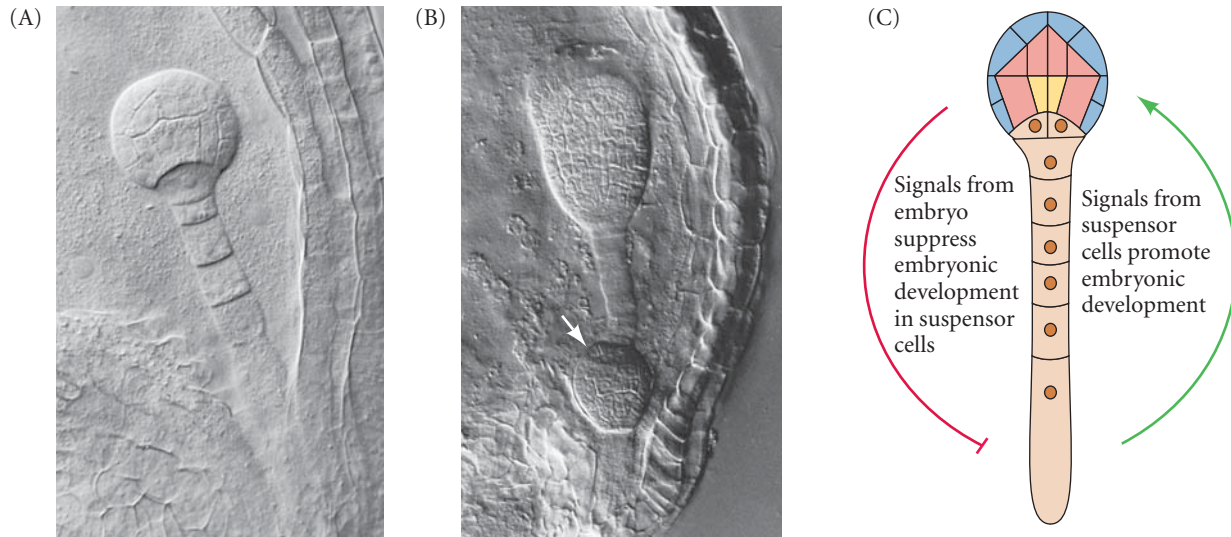 (A)
(B)
(C)
Signals from
embryo
suppress
embryonic
development
in suspensor
cells
Signals from
suspensor
cells promote
embryonic
development